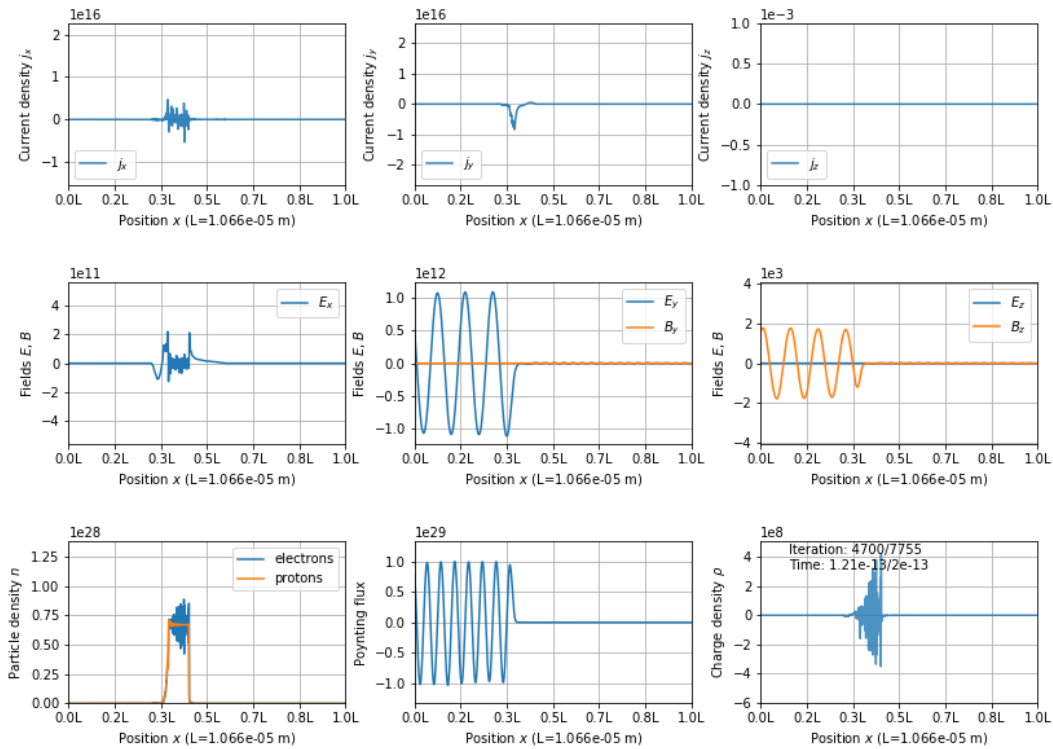 1e16
Current density jx
2
1
0
−1
jx
0.0L 0.2L 0.3L 0.5L 0.7L 0.8L 1.0L
Position x (L=1.066e-05 m)
1e16
Current density jy
2
1
0
−1
−2
jy
0.0L 0.2L 0.3L 0.5L 0.7L 0.8L 1.0L
Position x (L=1.066e-05 m)
1e−3
Current density jz
1.0
0.5
0.0
−0.5
−1.0
jz
0.0L 0.2L 0.3L 0.5L 0.7L 0.8L 1.0L
Position x (L=1.066e-05 m)
1e11
Fields E, B
4
2
0
−2
−4
Ex
0.0L 0.2L 0.3L 0.5L 0.7L 0.8L 1.0L
Position x (L=1.066e-05 m)
1e12
Fields E, B
1.0
0.5
0.0
−0.5
−1.0
Ey
By
0.0L 0.2L 0.3L 0.5L 0.7L 0.8L 1.0L
Position x (L=1.066e-05 m)
1e3
Fields E, B
4
2
0
−2
−4
Ez
Bz
0.0L 0.2L 0.3L 0.5L 0.7L 0.8L 1.0L
Position x (L=1.066e-05 m)
1e28
Particle density n
1.25
1.00
0.75
0.50
0.25
0.00
electrons
protons
0.0L 0.2L 0.3L 0.5L 0.7L 0.8L 1.0L
Position x (L=1.066e-05 m)
1e29
Poynting flux
1.0
0.5
0.0
−0.5
−1.0
0.0L 0.2L 0.3L 0.5L 0.7L 0.8L 1.0L
Position x (L=1.066e-05 m)
1e8
Charge density ρ
4
2
0
−2
−4
−6
Iteration: 4700/7755
Time: 1.21e-13/2e-13
0.0L 0.2L 0.3L 0.5L 0.7L 0.8L 1.0L
Position x (L=1.066e-05 m)